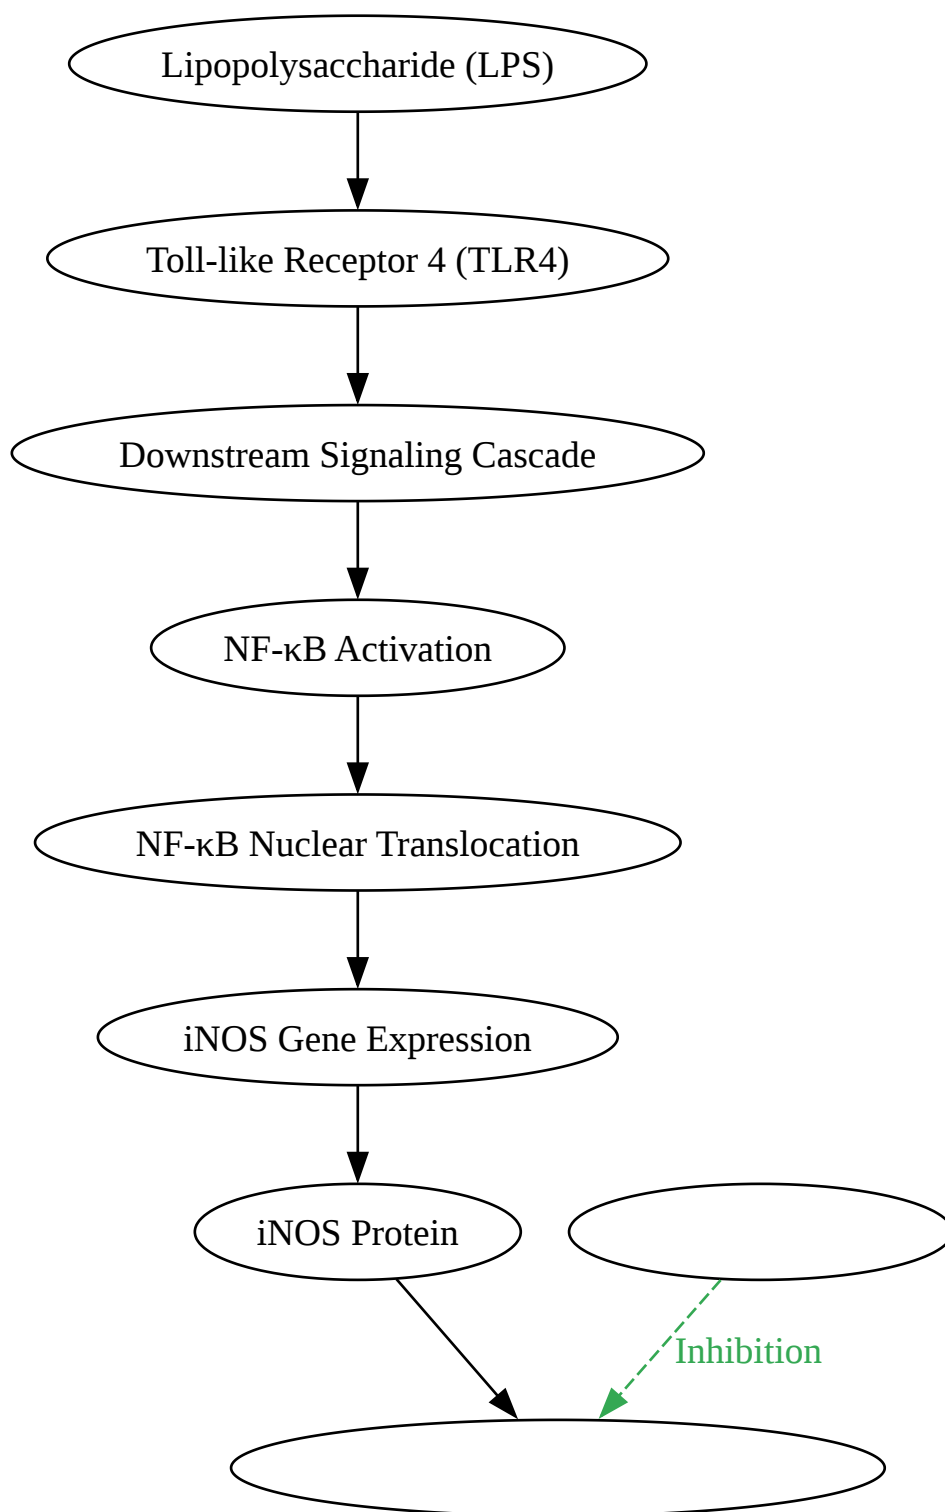 Lipopolysaccharide (LPS)
Toll-like Receptor 4 (TLR4)
Downstream Signaling Cascade
NF-κB Activation
NF-κB Nuclear Translocation
iNOS Gene Expression
iNOS Protein
Inhibition